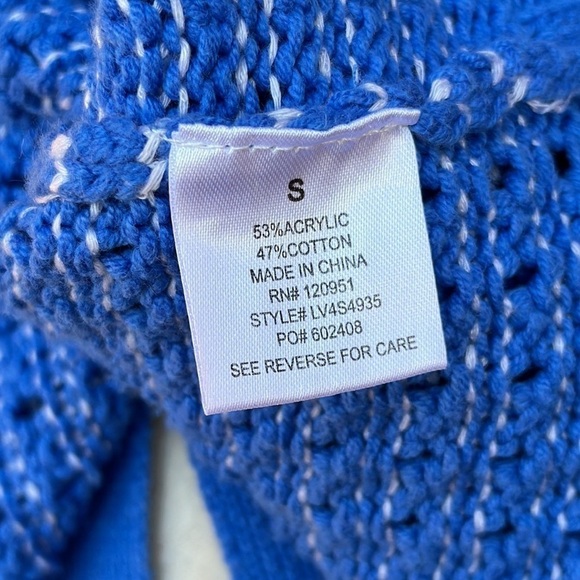 S
53%ACRYLIC
47%COTTON
MADE IN CHINA
RN# 120951
STYLE# LV4S4935
PO# 602408
SEE REVERSE FOR CARE